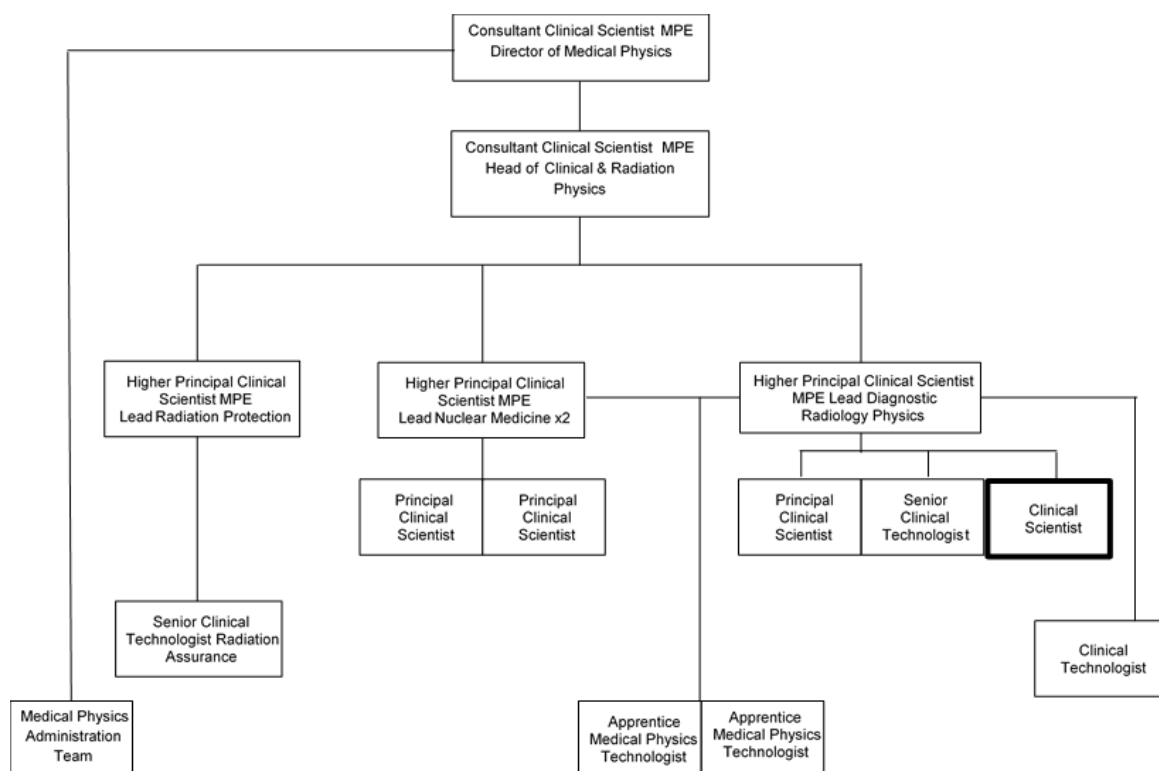 Consultant Clinical Scientist MPE
Director of Medical Physics
Consultant Clinical Scientist MPE
Head of Clinical & Radiation
Physics
Higher Principal Clinical
Scientist MPE
Lead Radiation Protection
Higher Principal Clinical
Scientist MPE
Lead Nuclear Medicine x2
Higher Principal Clinical Scientist
MPE Lead Diagnostic
Radiology Physics
Principal
Clinical
Scientist
Principal
Clinical
Scientist
Principal
Clinical
Scientist
Senior
Clinical
Technologist
Clinical
Scientist
Senior Clinical
Technologist Radiation
Assurance
Clinical
Technologist
Medical Physics
Administration
Team
Apprentice
Medical Physics
Technologist
Apprentice
Medical Physics
Technologist